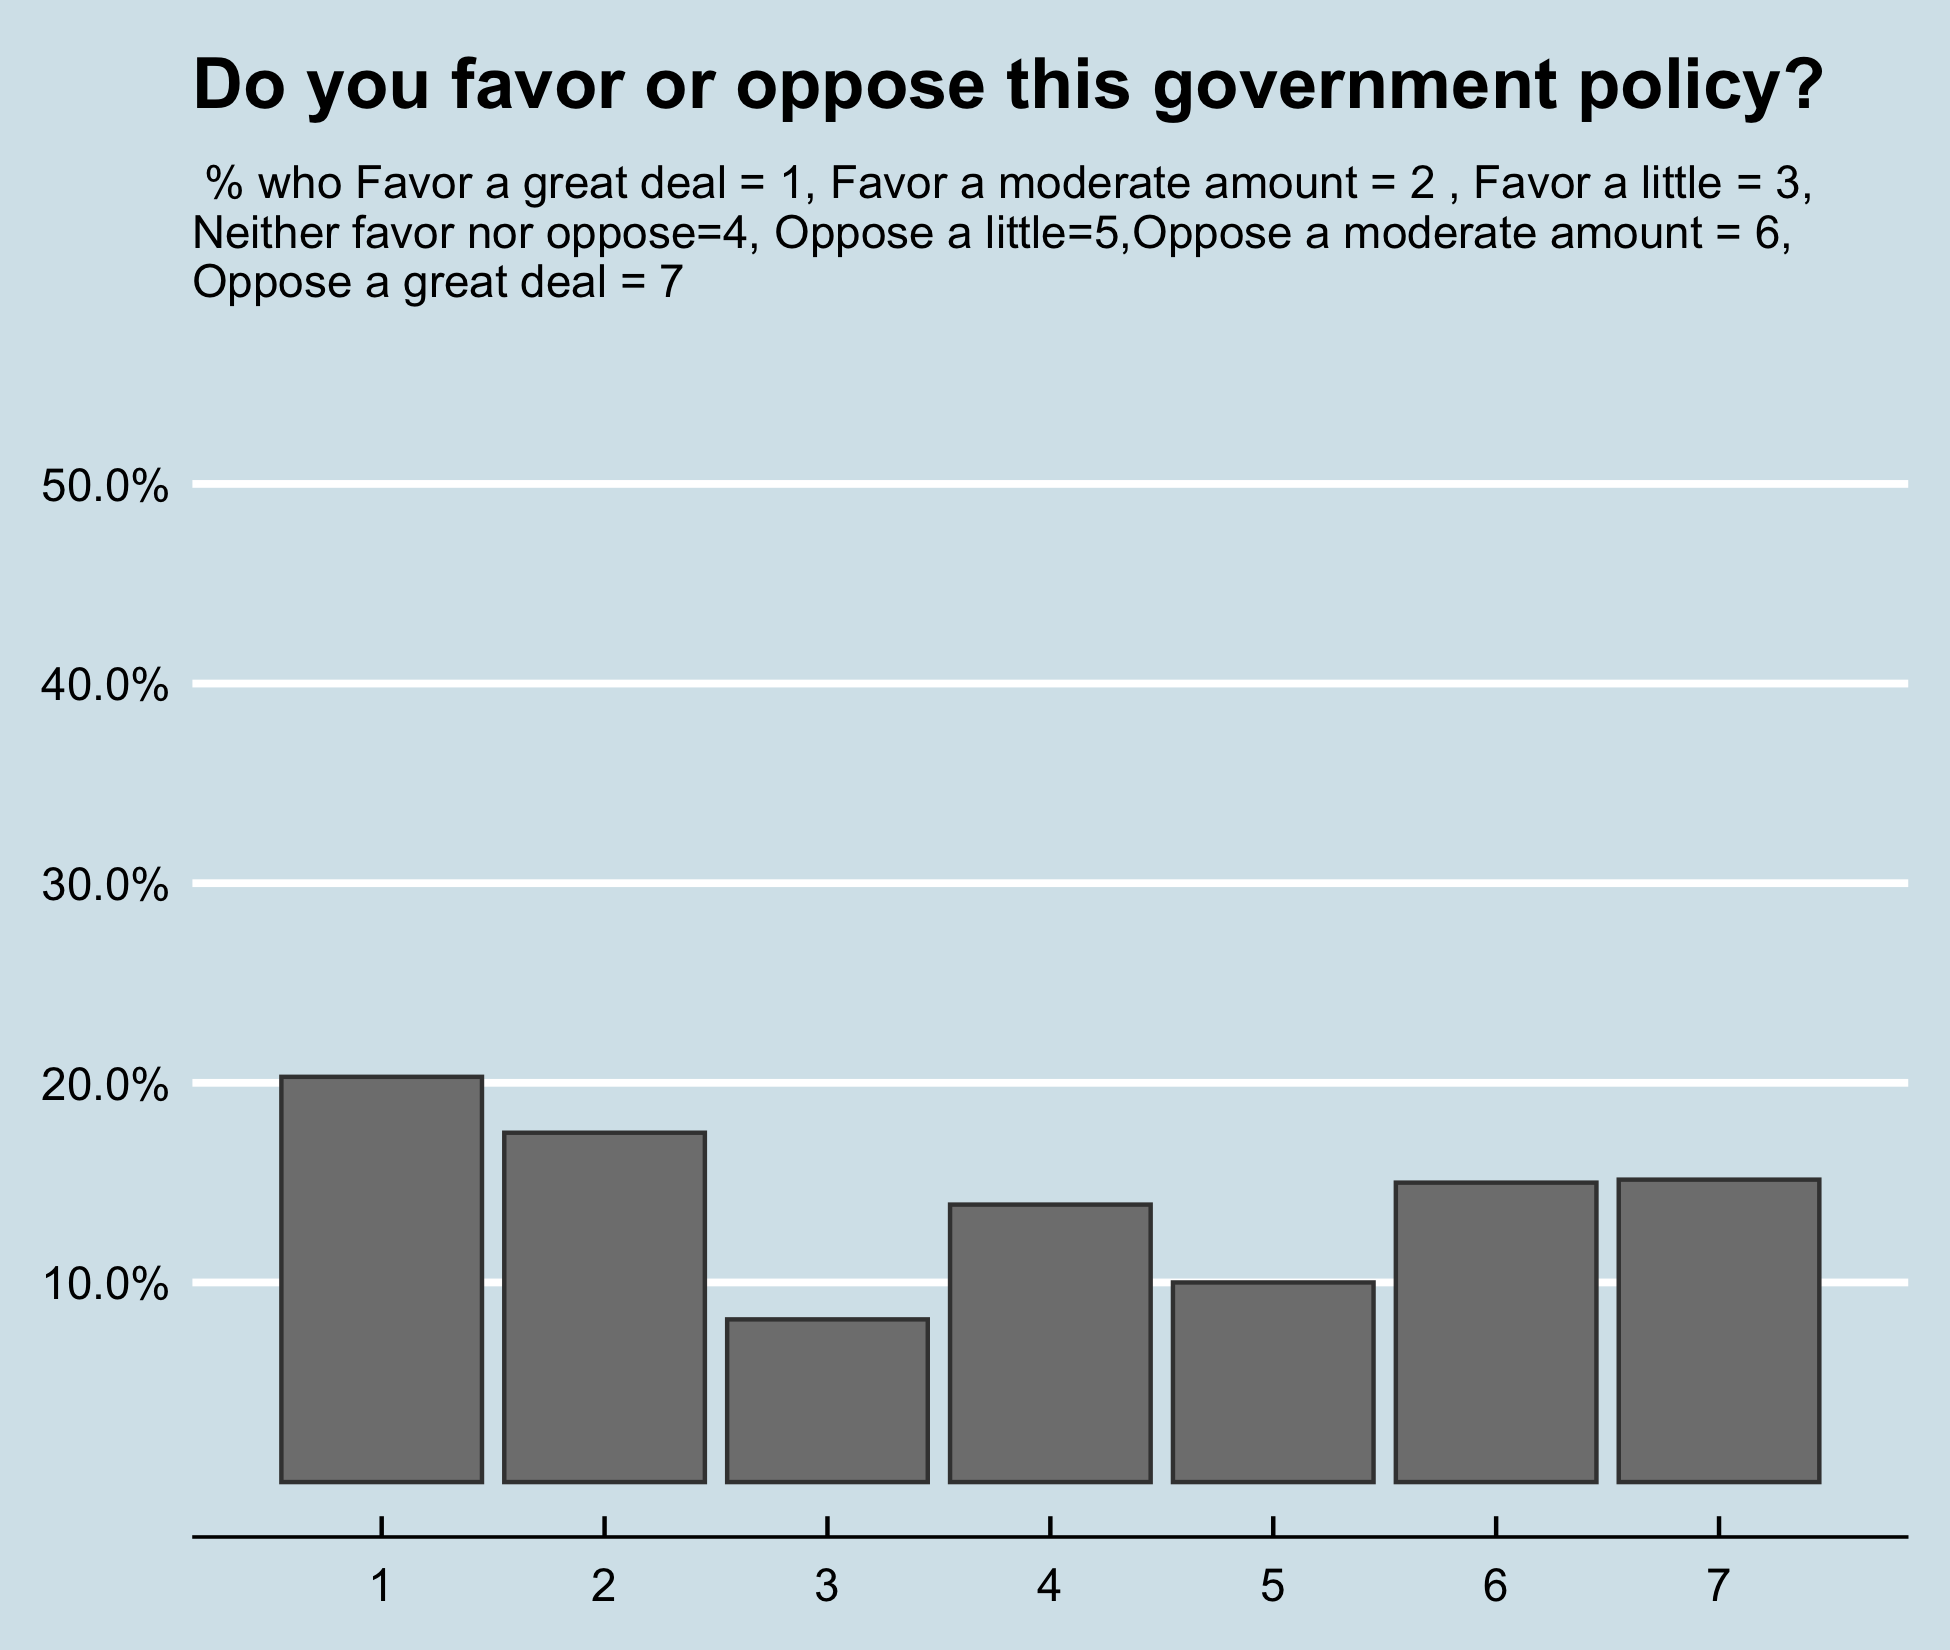 Do you favor or oppose this government policy?
% who Favor a great deal = 1, Favor a moderate amount = 2 , Favor a little = 3,
Neither favor nor oppose=4, Oppose a little=5,Oppose a moderate amount = 6,
Oppose a great deal = 7
50.0%
40.0%
30.0%
20.0%
10.0%
1 2 3 4 5 6 7